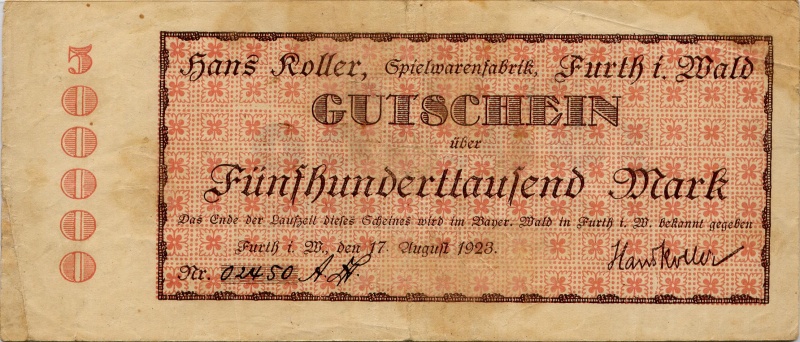 500000
Hans Koller, Spielwarenfabrik, Furth i. Wald
GUTSCHEIN
über
Fünfhunderttausend Mark
Das Ende der Laufzeit dieses Scheines wird im Bayer. Wald in Furth i. W. bekannt gegeben
Furth i. W., den 17. August 1923.
Hans Koller
Nr. 02450